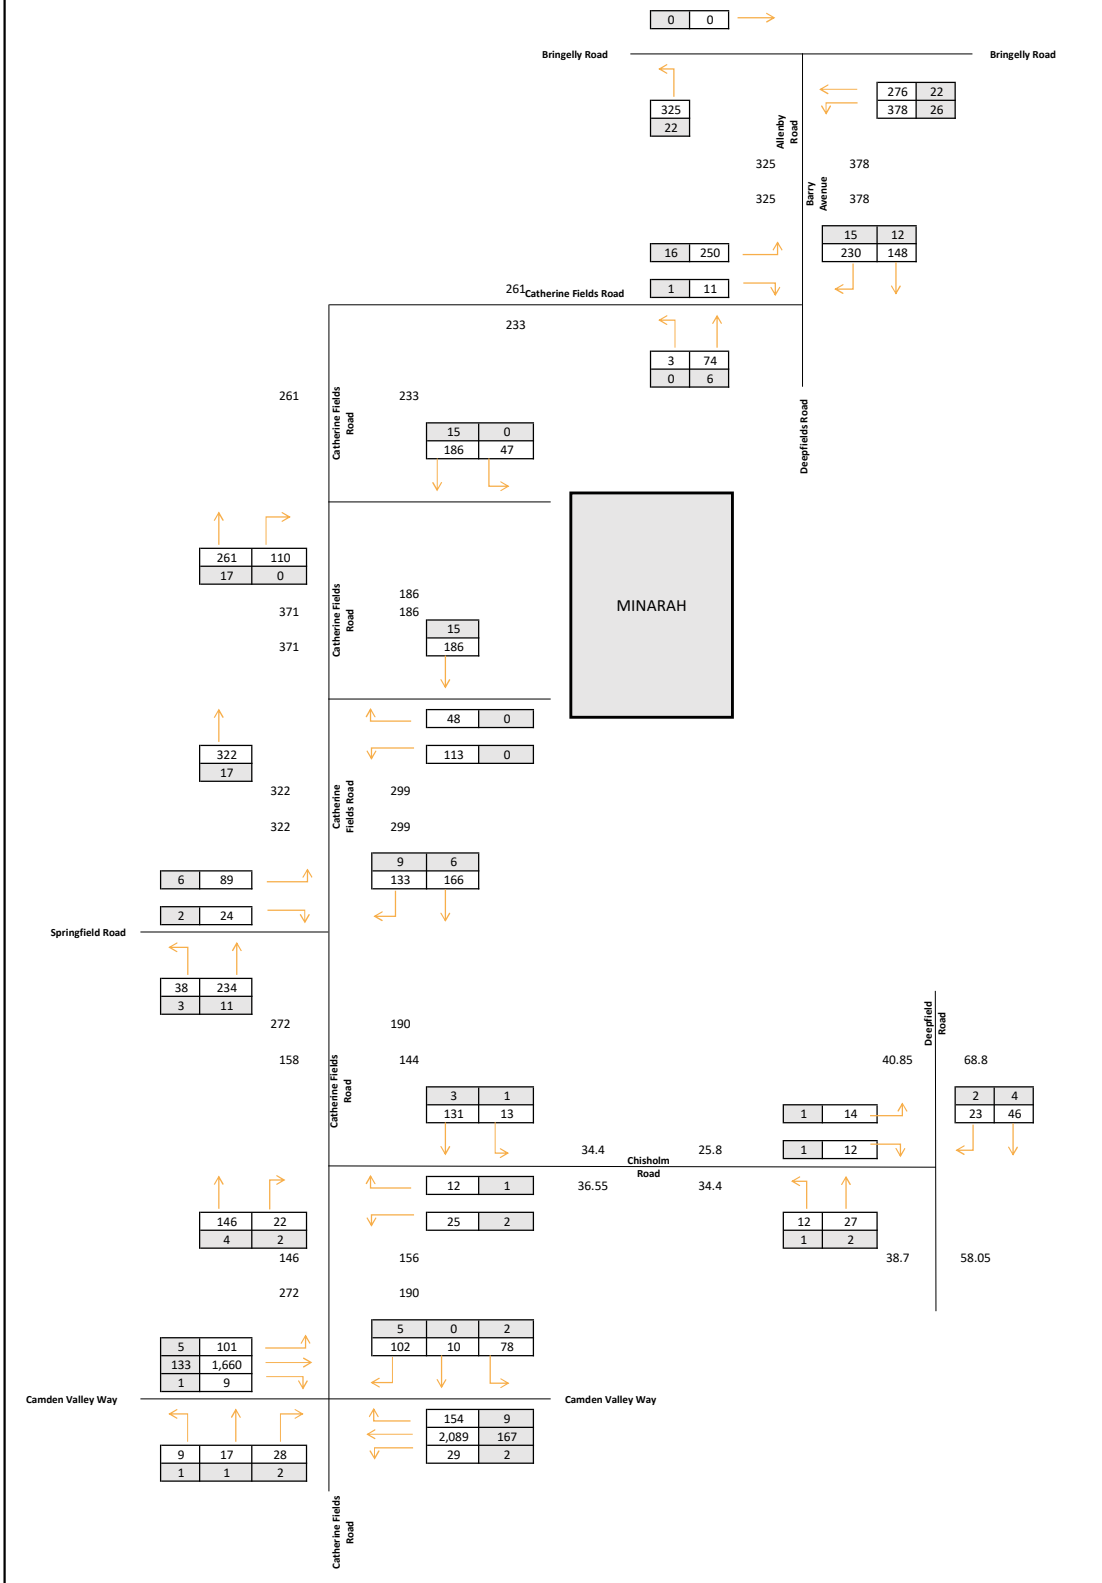 0 0
Bringelly Road Bringelly Road
276 22
378 26
325
22
Allenby
Road
325 378
Barry
Avenue
325 378
15 12
230 148
16 250
1 11
261 Catherine Fields Road
233
3 74
0 6
Deepfields Road
261 233
Catherine Fields
Road
15 0
186 47
261 110
17 0
MINARAH
186
371 186
Catherine Fields
Road
15
186
371
48 0
113 0
322
17
322 299
Catherine
Fields Road
322 299
9 6
133 166
6 89
2 24
Springfield Road
38 234
3 11
272 190
158 144
Catherine Fields
Road
Deepfield
Road
40.85 68.8
3 1
131 13
1 14
1 12
2 4
23 46
34.4 25.8
Chisholm
Road
36.55 34.4
12 1
25 2
146 22
4 2
12 27
1 2
146 156
38.7 58.05
272 190
5 0 2
102 10 78
5 101
133 1,660
1 9
Camden Valley Way Camden Valley Way
154 9
2,089 167
29 2
9 17 28
1 1 2
Catherine Fields
Road